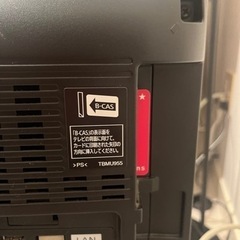 B-CAS
「B-CAS」の表示面を
テレビの背面に向けて、
カードに印刷された矢印の
方向に挿入してください。
>PS< TBMU955
LAN